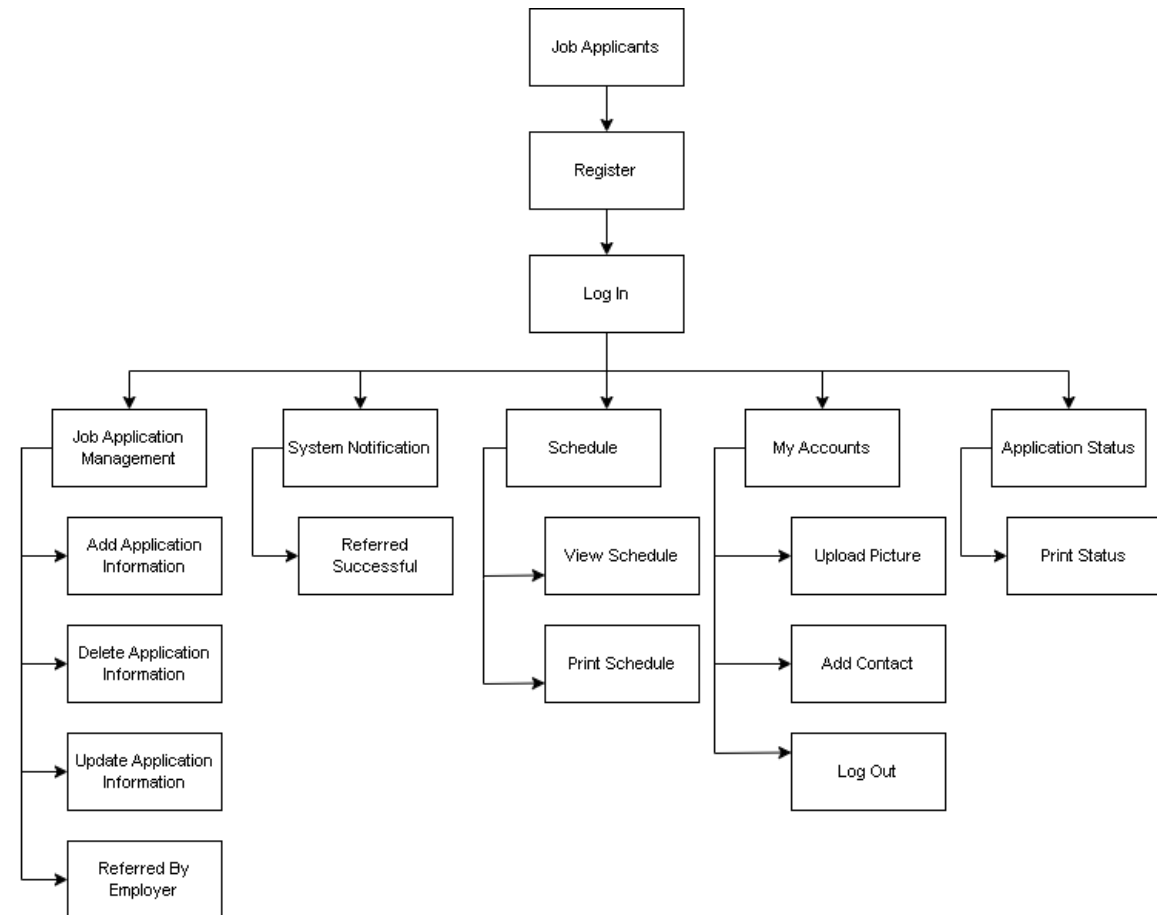 Job Applicants
Register
Log In
Job Application
Management
System Notification
Schedule
My Accounts
Application Status
Add Application
Information
Referred
Successful
View Schedule
Upload Picture
Print Status
Delete Application
Information
Print Schedule
Add Contact
Update Application
Information
Log Out
Referred By
Employer